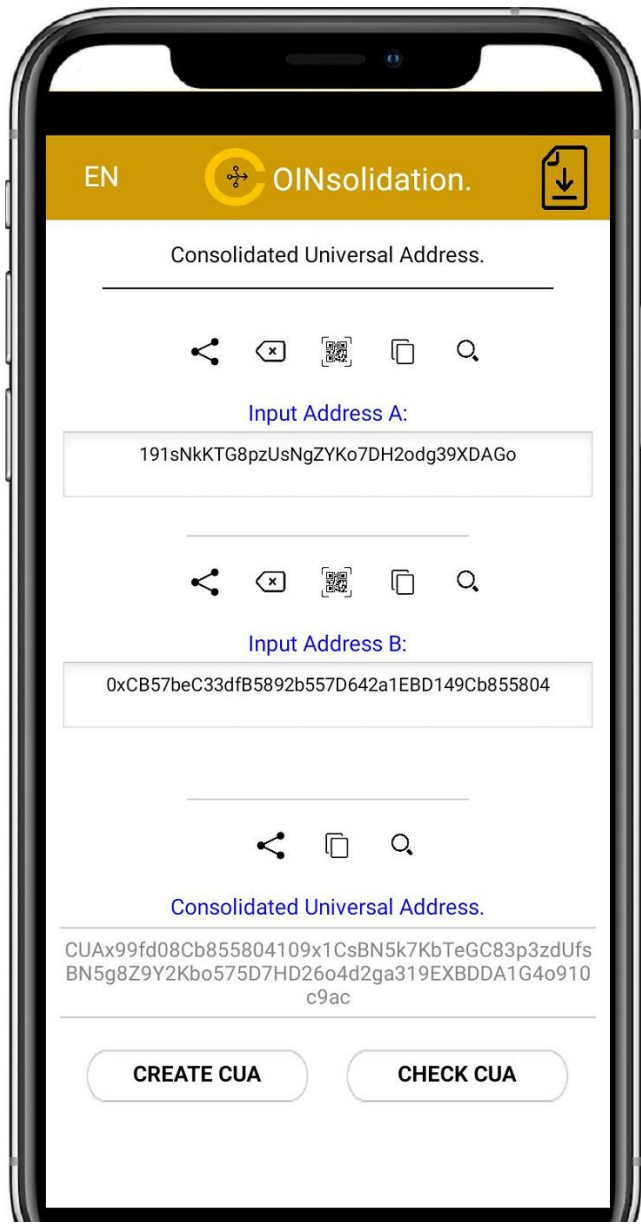 EN
COINsolidation.
Consolidated Universal Address.
Input Address A:
191sNkKTG8pzUsNgZYKo7DH2odg39XDAGo
Input Address B:
0xCB57beC33dfB5892b557D642a1EBD149Cb855804
Consolidated Universal Address.
CUAx99fd08Cb855804109x1CsBN5k7KbTeGC83p3zdUfs
BN5g8Z9Y2Kbo575D7HD26o4d2ga319EXBDDA1G4o910
c9ac
CREATE CUA
CHECK CUA